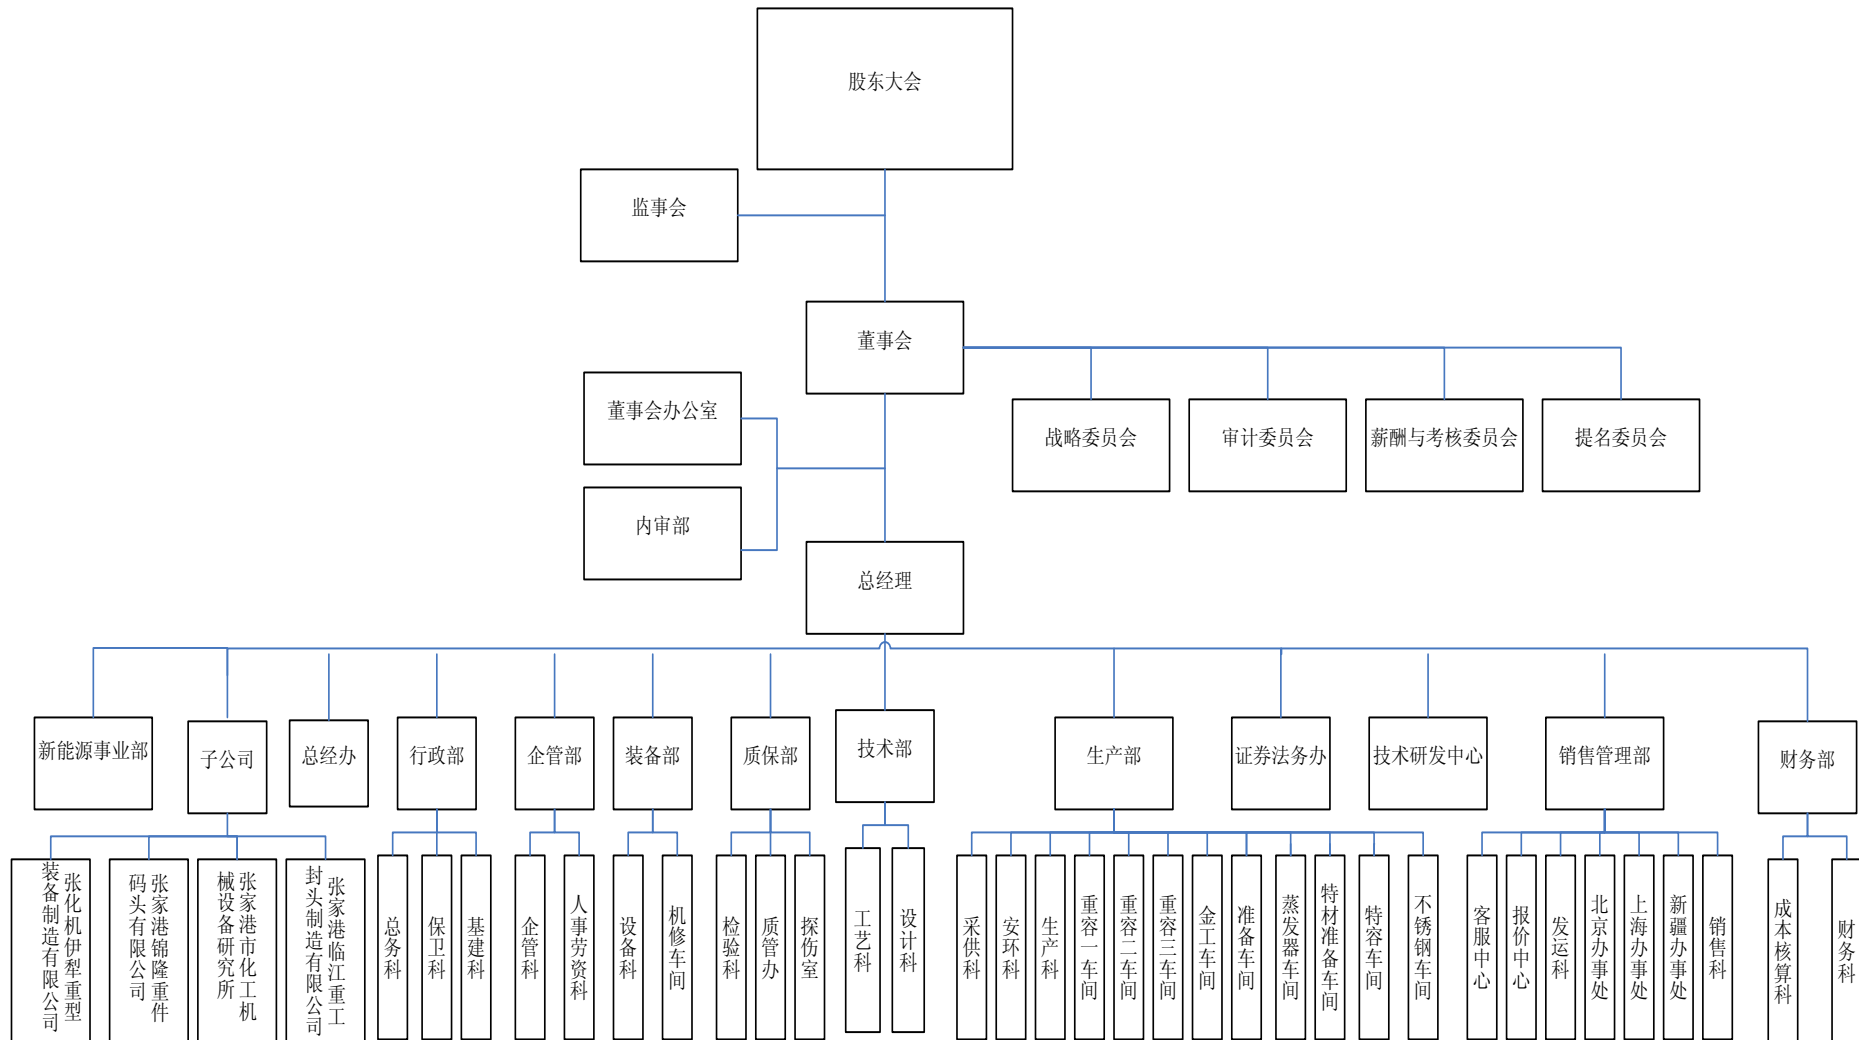 股东大会
监事会
董事会
董事会办公室
战略委员会
审计委员会
薪酬与考核委员会
提名委员会
内审部
总经理
新能源事业部
子公司
总经办
行政部
企管部
装备部
质保部
技术部
生产部
证券法务办
技术研发中心
销售管理部
财务部
张化机伊犁重型
装备制造有限公司
张家港锦隆重件
码头有限公司
张家港市化工机
械设备研究所
张家港临江重工
封头制造有限公司
总务科
保卫科
基建科
企管科
人事劳资科
设备科
机修车间
检验科
质管办
探伤室
工艺科
设计科
采供科
安环科
生产科
重容一车间
重容二车间
重容三车间
金工车间
准备车间
蒸发器车间
特材准备车间
特容车间
不锈钢车间
客服中心
报价中心
发运科
北京办事处
上海办事处
新疆办事处
销售科
成本核算科
财务科